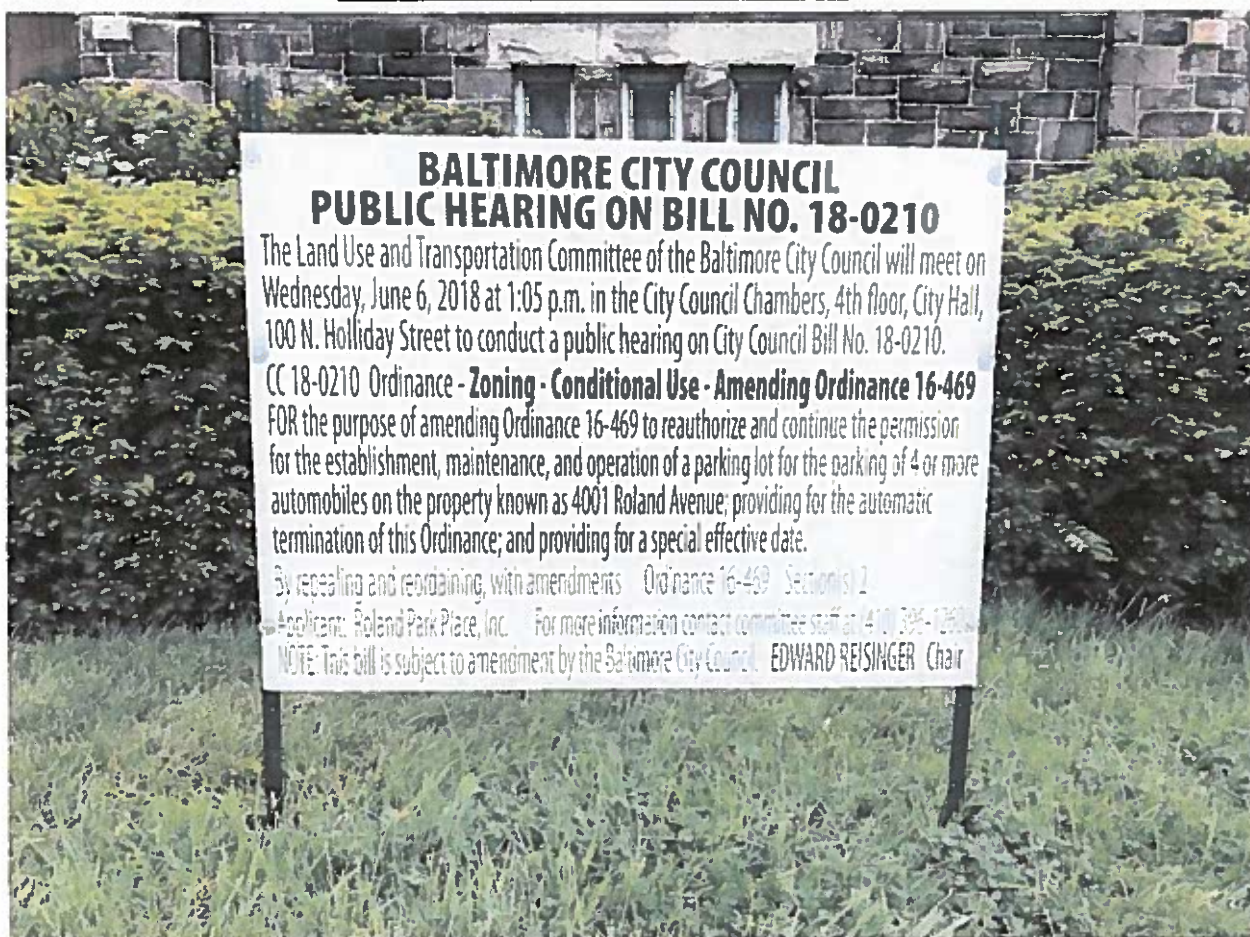 BALTIMORE CITY COUNCIL
PUBLIC HEARING ON BILL NO. 18-0210
The Land Use and Transportation Committee of the Baltimore City Council will meet on
Wednesday, June 6, 2018 at 1:05 p.m. in the City Council Chambers, 4th floor, City Hall,
100 N. Holliday Street to conduct a public hearing on City Council Bill No. 18-0210.
CC 18-0210 Ordinance - Zoning - Conditional Use - Amending Ordinance 16-469
FOR the purpose of amending Ordinance 16-469 to reauthorize and continue the permission
for the establishment, maintenance, and operation of a parking lot for the parking of 4 or more
automobiles on the property known as 4001 Roland Avenue; providing for the automatic
termination of this Ordinance; and providing for a special effective date.
By repealing and reordaining, with amendments Ordinance 16-469 Section(s) 2
Applicant: Roland Park Place, Inc. For more information contact committee staff at (410)
NOTE: This bill is subject to amendment by the Baltimore City Council EDWARD REISINGER Chair